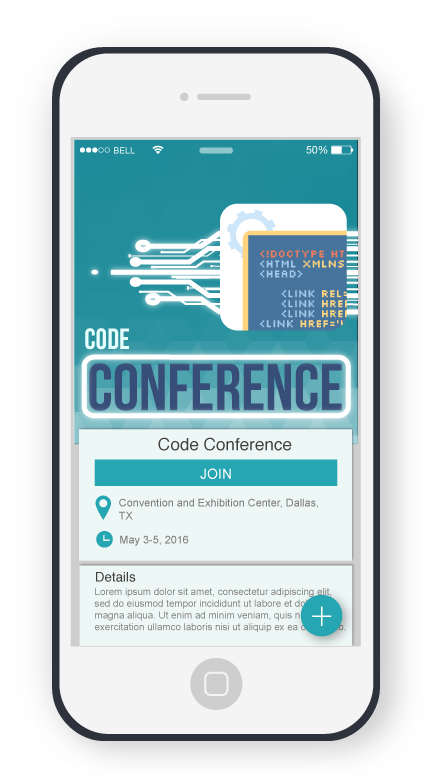 BELL 50%
<!DOCTYPE HT
<HTML XMLNS
<HEAD>
<LINK REL=
<LINK HREF
<LINK HREF
<LINK HREF="
CODE
CONFERENCE
Code Conference
JOIN
Convention and Exhibition Center, Dallas,
TX
May 3-5, 2016
Details
Lorem ipsum dolor sit amet, consectetur adipiscing elit,
sed do eiusmod tempor incididunt ut labore et
magna aliqua. Ut enim ad minim veniam, quis
exercitation ullamco laboris nisi ut aliquip ex ea